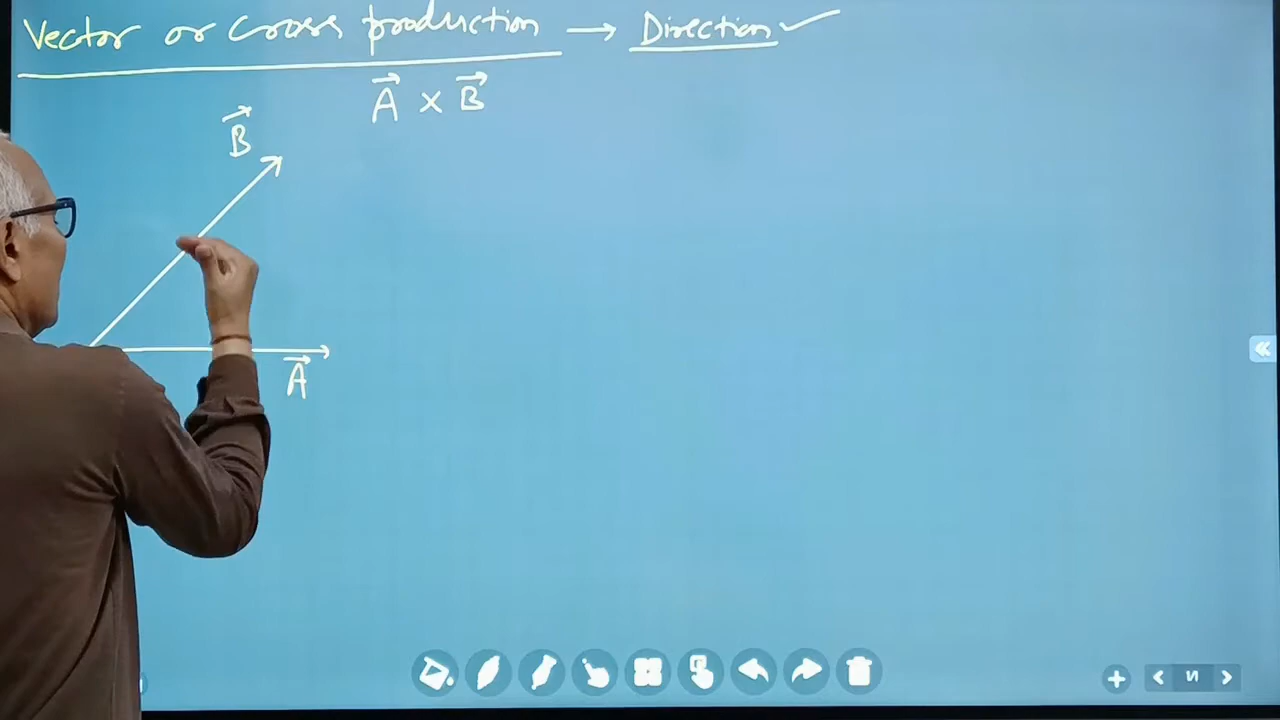 Vector or cross production → Direction ✓
A⃗ × B⃗
B⃗
A⃗